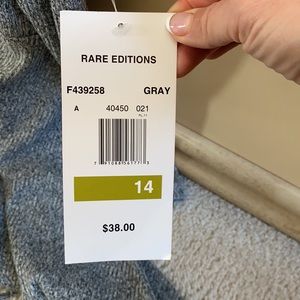 RARE EDITIONS
F439258 GRAY
A 40450 021
14
$38.00